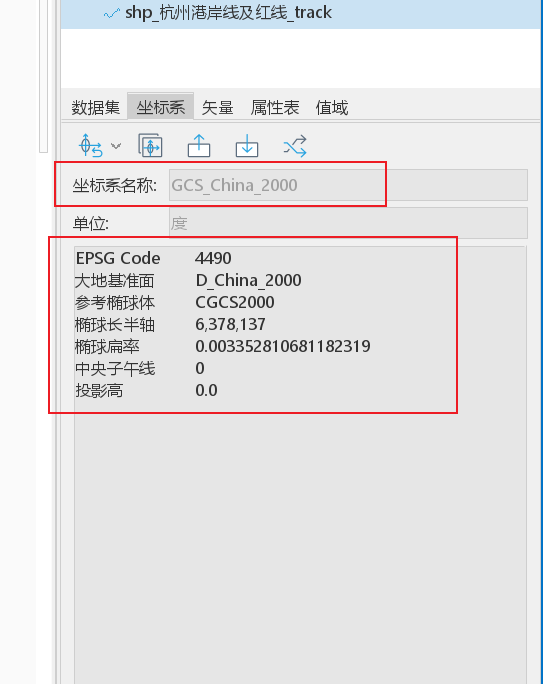 shp_杭州港岸线及红线_track
数据集 坐标系 矢量 属性表 值域
坐标系名称: GCS_China_2000
单位: 度
EPSG Code 4490
大地基准面 D_China_2000
参考椭球体 CGCS2000
椭球长半轴 6,378,137
椭球扁率 0.003352810681182319
中央子午线 0
投影高 0.0